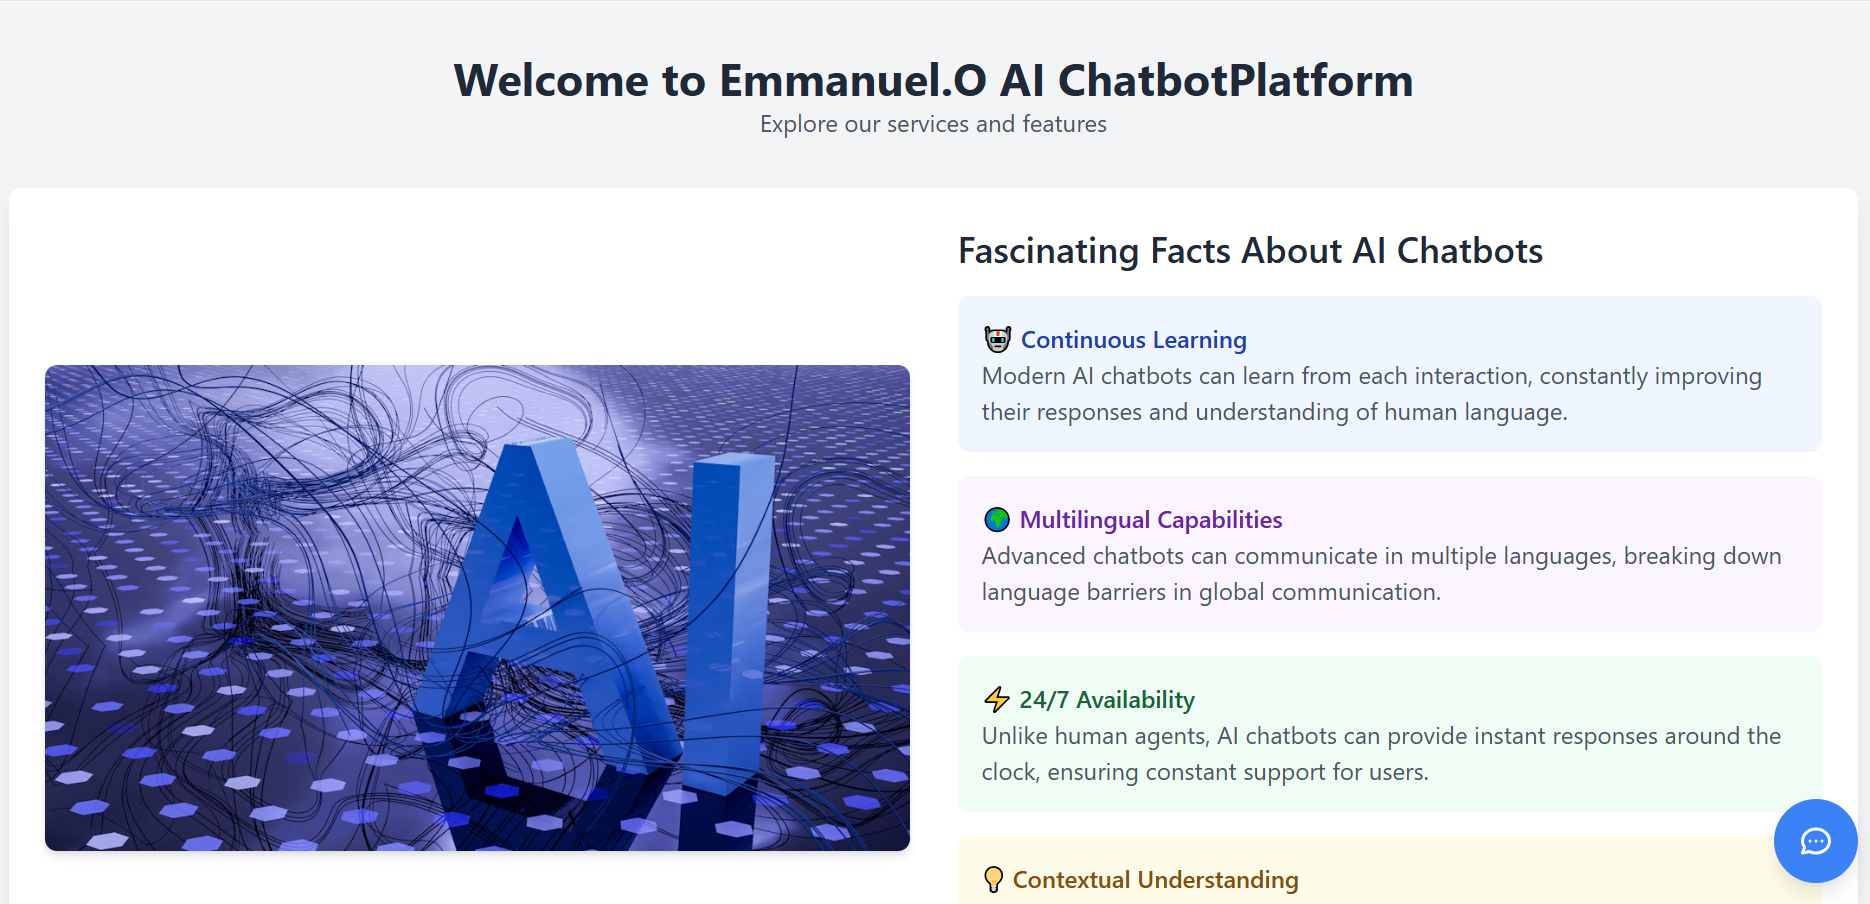 Welcome to Emmanuel.O AI ChatbotPlatform
Explore our services and features
AI
Fascinating Facts About AI Chatbots
Continuous Learning
Modern AI chatbots can learn from each interaction, constantly improving
their responses and understanding of human language.
Multilingual Capabilities
Advanced chatbots can communicate in multiple languages, breaking down
language barriers in global communication.
24/7 Availability
Unlike human agents, AI chatbots can provide instant responses around the
clock, ensuring constant support for users.
Contextual Understanding